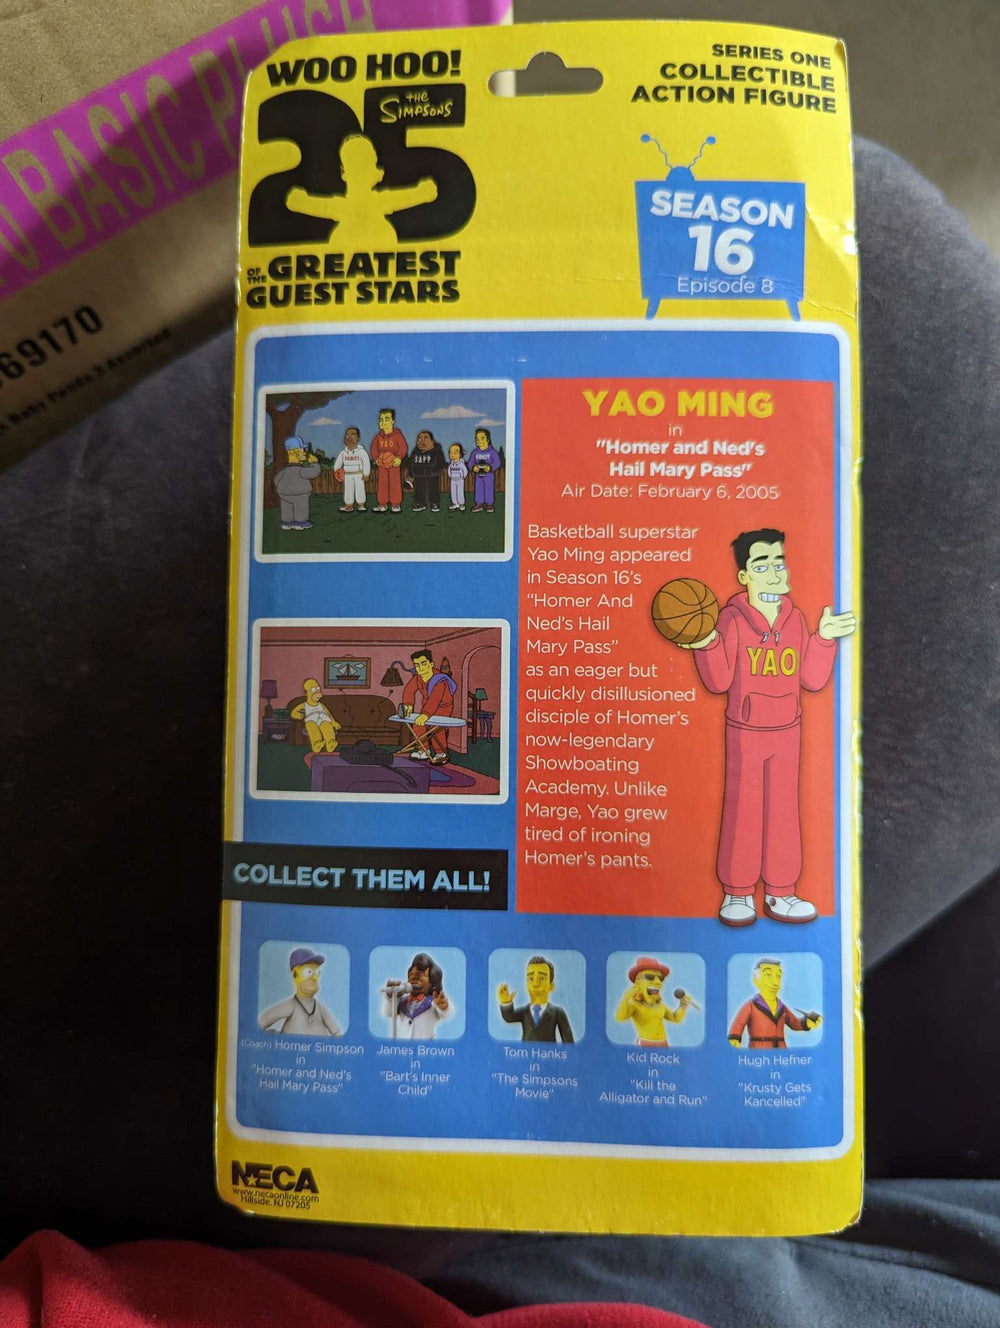 BASIC PLUSH
69170
Baby Panda 3 Assorted
WOO HOO!
THE
SIMPSONS
25
OF THE GREATEST
GUEST STARS
SERIES ONE
COLLECTIBLE
ACTION FIGURE
SEASON
16
Episode 8
YAO
SAPP
YAO MING
in
"Homer and Ned's
Hail Mary Pass"
Air Date: February 6, 2005
Basketball superstar
Yao Ming appeared
in Season 16's
"Homer And
Ned's Hail
Mary Pass"
as an eager but
quickly disillusioned
disciple of Homer's
now-legendary
Showboating
Academy. Unlike
Marge, Yao grew
tired of ironing
Homer's pants.
YAO
COLLECT THEM ALL!
(Coach) Homer Simpson
in
"Homer and Ned's
Hail Mary Pass"
James Brown
in
"Bart's Inner
Child"
Tom Hanks
in
"The Simpsons
Movie"
Kid Rock
in
"Kill the
Alligator and Run"
Hugh Hefner
in
"Krusty Gets
Kancelled"
NECA
www.necaonline.com
Hillside, NJ 07205